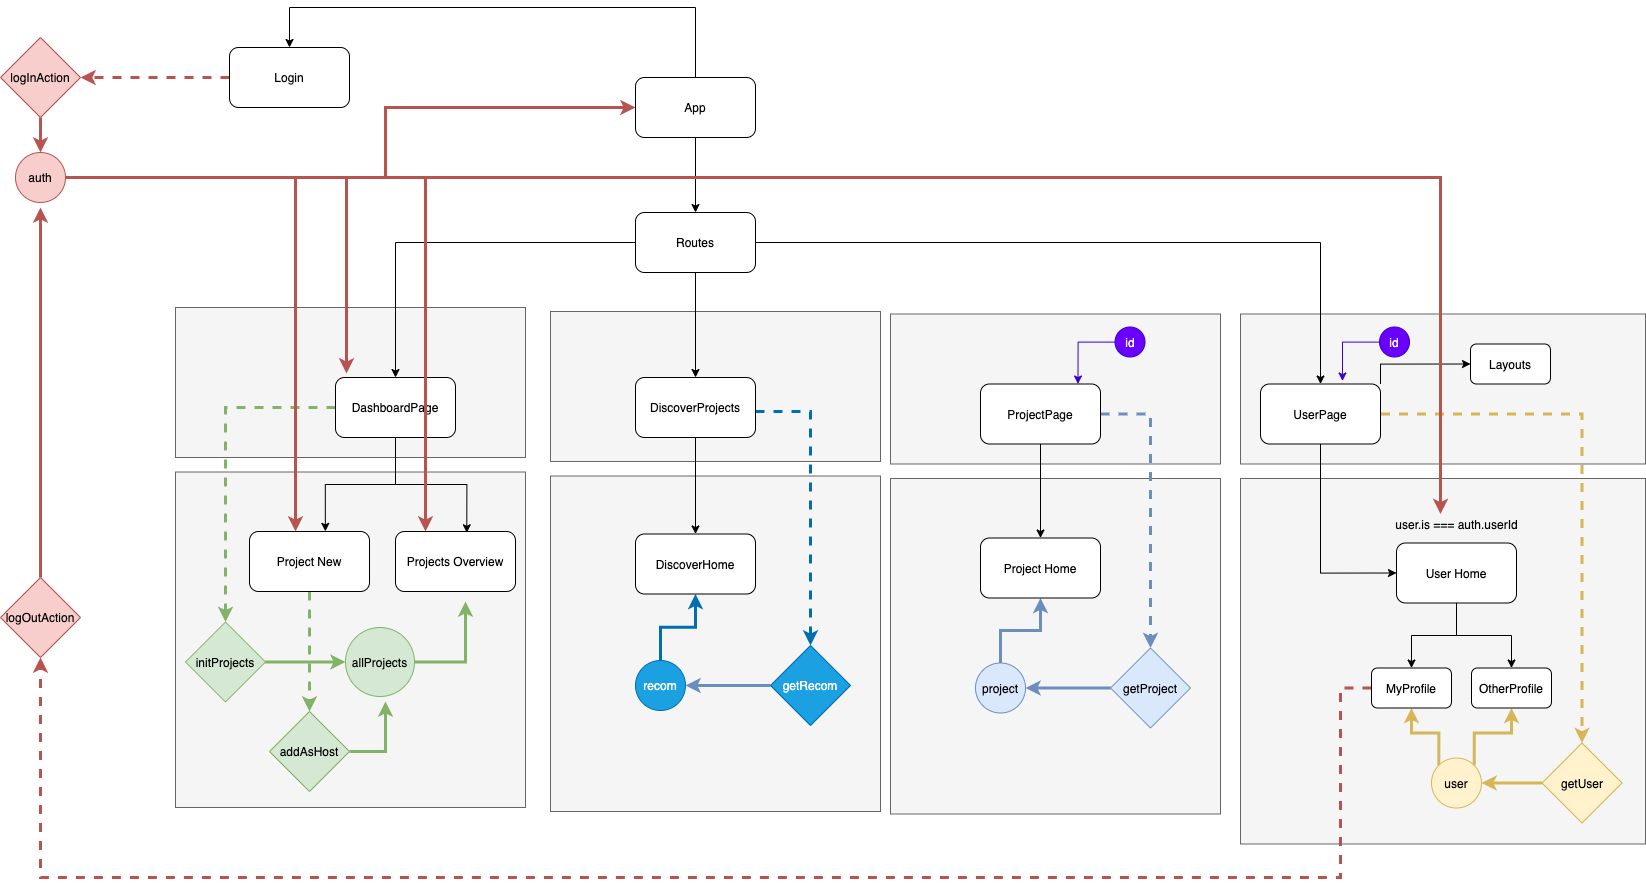 logInAction
Login
App
auth
Routes
id
id
Layouts
DashboardPage
DiscoverProjects
ProjectPage
UserPage
user.is === auth.userId
Project New
Projects Overview
DiscoverHome
Project Home
User Home
logOutAction
initProjects
allProjects
recom
getRecom
project
getProject
MyProfile
OtherProfile
addAsHost
user
getUser